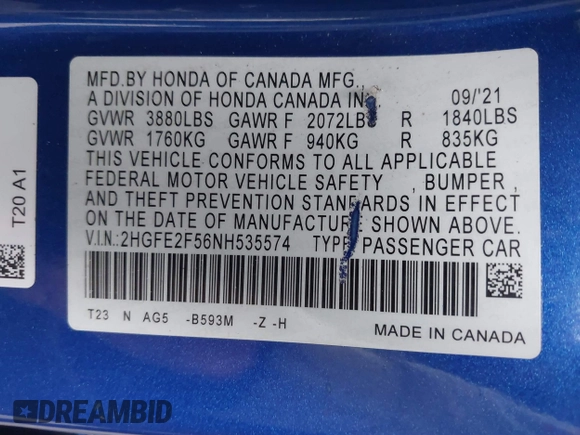 MFD.BY HONDA OF CANADA MFG.,
A DIVISION OF HONDA CANADA 09/'21
GVWR 3880LBS GAWR F 2072LBS R 1840LBS
GVWR 1760KG GAWR F 940KG R 835KG
THIS VEHICLE CONFORMS TO ALL APPLICABLE
FEDERAL MOTOR VEHICLE SAFETY , BUMPER,
AND THEFT PREVENTION STANDARDS IN EFFECT
ON THE DATE OF MANUFACTURE SHOWN ABOVE.
V.I.N.:2HGFE2F56NH535574 TYPE PASSENGER CAR
T23 N AG5 -B593M -Z -H
MADE IN CANADA
T20 A1
DREAMBID